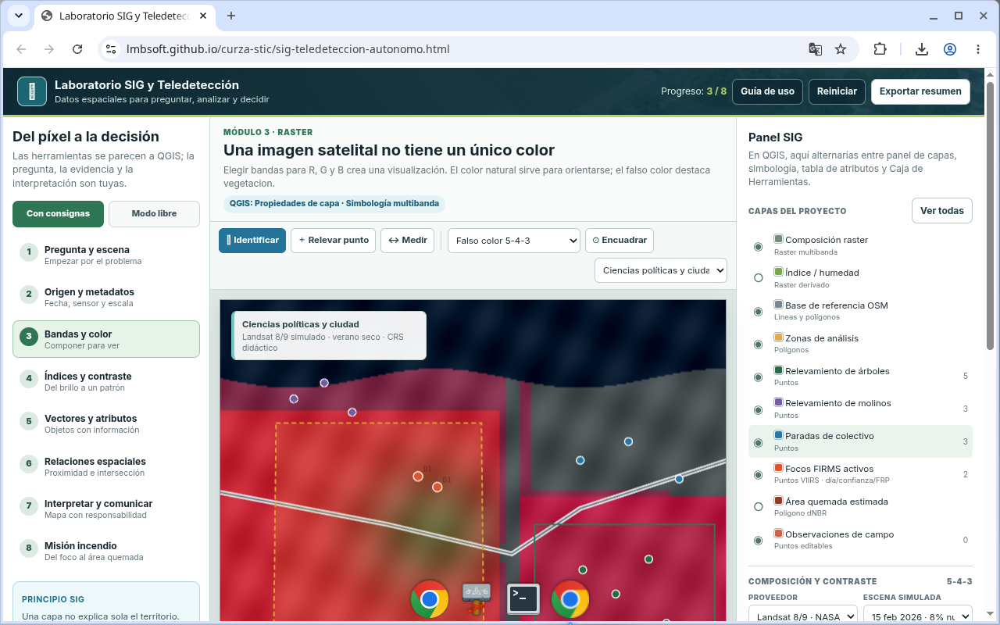 Laboratorio SIG y Teledetecc
lmbsoft.github.io/curza-stic/sig-teledeteccion-autonomo.html
Laboratorio SIG y Teledetección
Datos espaciales para preguntar, analizar y decidir
Progreso: 3 / 8
Guía de uso
Reiniciar
Exportar resumen
Del píxel a la decisión
Las herramientas se parecen a QGIS; la
pregunta, la evidencia y la
interpretación son tuyas.
Con consignas
Modo libre
1
Pregunta y escena
Empezar por el problema
2
Origen y metadatos
Fecha, sensor y escala
3
Bandas y color
Componer para ver
4
Índices y contraste
Del brillo a un patrón
5
Vectores y atributos
Objetos con información
6
Relaciones espaciales
Proximidad e intersección
7
Interpretar y comunicar
Mapa con responsabilidad
8
Misión incendio
Del foco al área quemada
PRINCIPIO SIG
Una capa no explica sola el territorio.
MÓDULO 3 · RASTER
Una imagen satelital no tiene un único color
Elegir bandas para R, G y B crea una visualización. El color natural sirve para orientarse; el falso color destaca
vegetacion.
QGIS: Propiedades de capa · Simbología multibanda
Identificar
+ Relevar punto
↔ Medir
Falso color 5-4-3
⊙ Encuadrar
Ciencias políticas y ciuda
Ciencias políticas y ciudad
Landsat 8/9 simulado · verano seco · CRS
didáctico
01
01
Panel SIG
En QGIS, aquí alternarías entre panel de capas,
simbología, tabla de atributos y Caja de
Herramientas.
CAPAS DEL PROYECTO
Ver todas
Composición raster
Raster multibanda
Índice / humedad
Raster derivado
Base de referencia OSM
Líneas y polígonos
Zonas de análisis
Polígonos
Relevamiento de árboles
Puntos
5
Relevamiento de molinos
Puntos
3
Paradas de colectivo
Puntos
3
Focos FIRMS activos
Puntos VIIRS · día/confianza/FRP
2
Área quemada estimada
Polígono dNBR
Observaciones de campo
Puntos editables
0
COMPOSICIÓN Y CONTRASTE
5-4-3
PROVEEDOR
ESCENA SIMULADA
Landsat 8/9 · NASA
15 feb 2026 · 8% nu